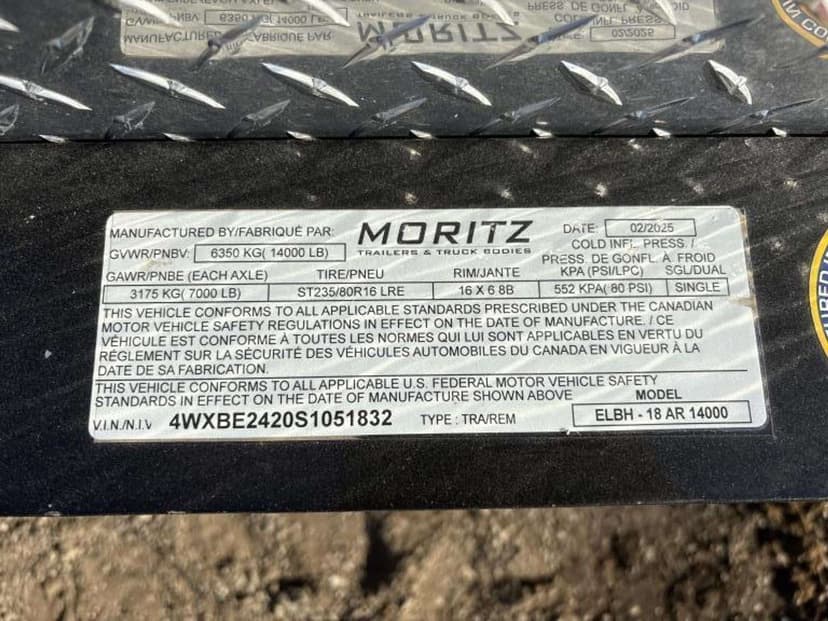 MANUFACTURED BY/FABRIQUÉ PAR: MORITZ DATE: 02/2025
TRAILERS & TRUCK BODIES
GVWR/PNBV: 6350 KG( 14000 LB) COLD INFL. PRESS./
PRESS. DE GONFL. À FROID
GAWR/PNBE (EACH AXLE) TIRE/PNEU RIM/JANTE KPA (PSI/LPC) SGL/DUAL
3175 KG( 7000 LB) ST235/80R16 LRE 16 X 6 8B 552 KPA( 80 PSI) SINGLE
THIS VEHICLE CONFORMS TO ALL APPLICABLE STANDARDS PRESCRIBED UNDER THE CANADIAN
MOTOR VEHICLE SAFETY REGULATIONS IN EFFECT ON THE DATE OF MANUFACTURE. / CE
VÉHICULE EST CONFORME À TOUTES LES NORMES QUI LUI SONT APPLICABLES EN VERTU DU
RÉGLEMENT SUR LA SÉCURITÉ DES VÉHICULES AUTOMOBILES DU CANADA EN VIGUEUR À LA
DATE DE SA FABRICATION.
THIS VEHICLE CONFORMS TO ALL APPLICABLE U.S. FEDERAL MOTOR VEHICLE SAFETY
STANDARDS IN EFFECT ON THE DATE OF MANUFACTURE SHOWN ABOVE MODEL
V.I.N./N.I.V 4WXBE2420S1051832 TYPE : TRA/REM ELBH - 18 AR 14000